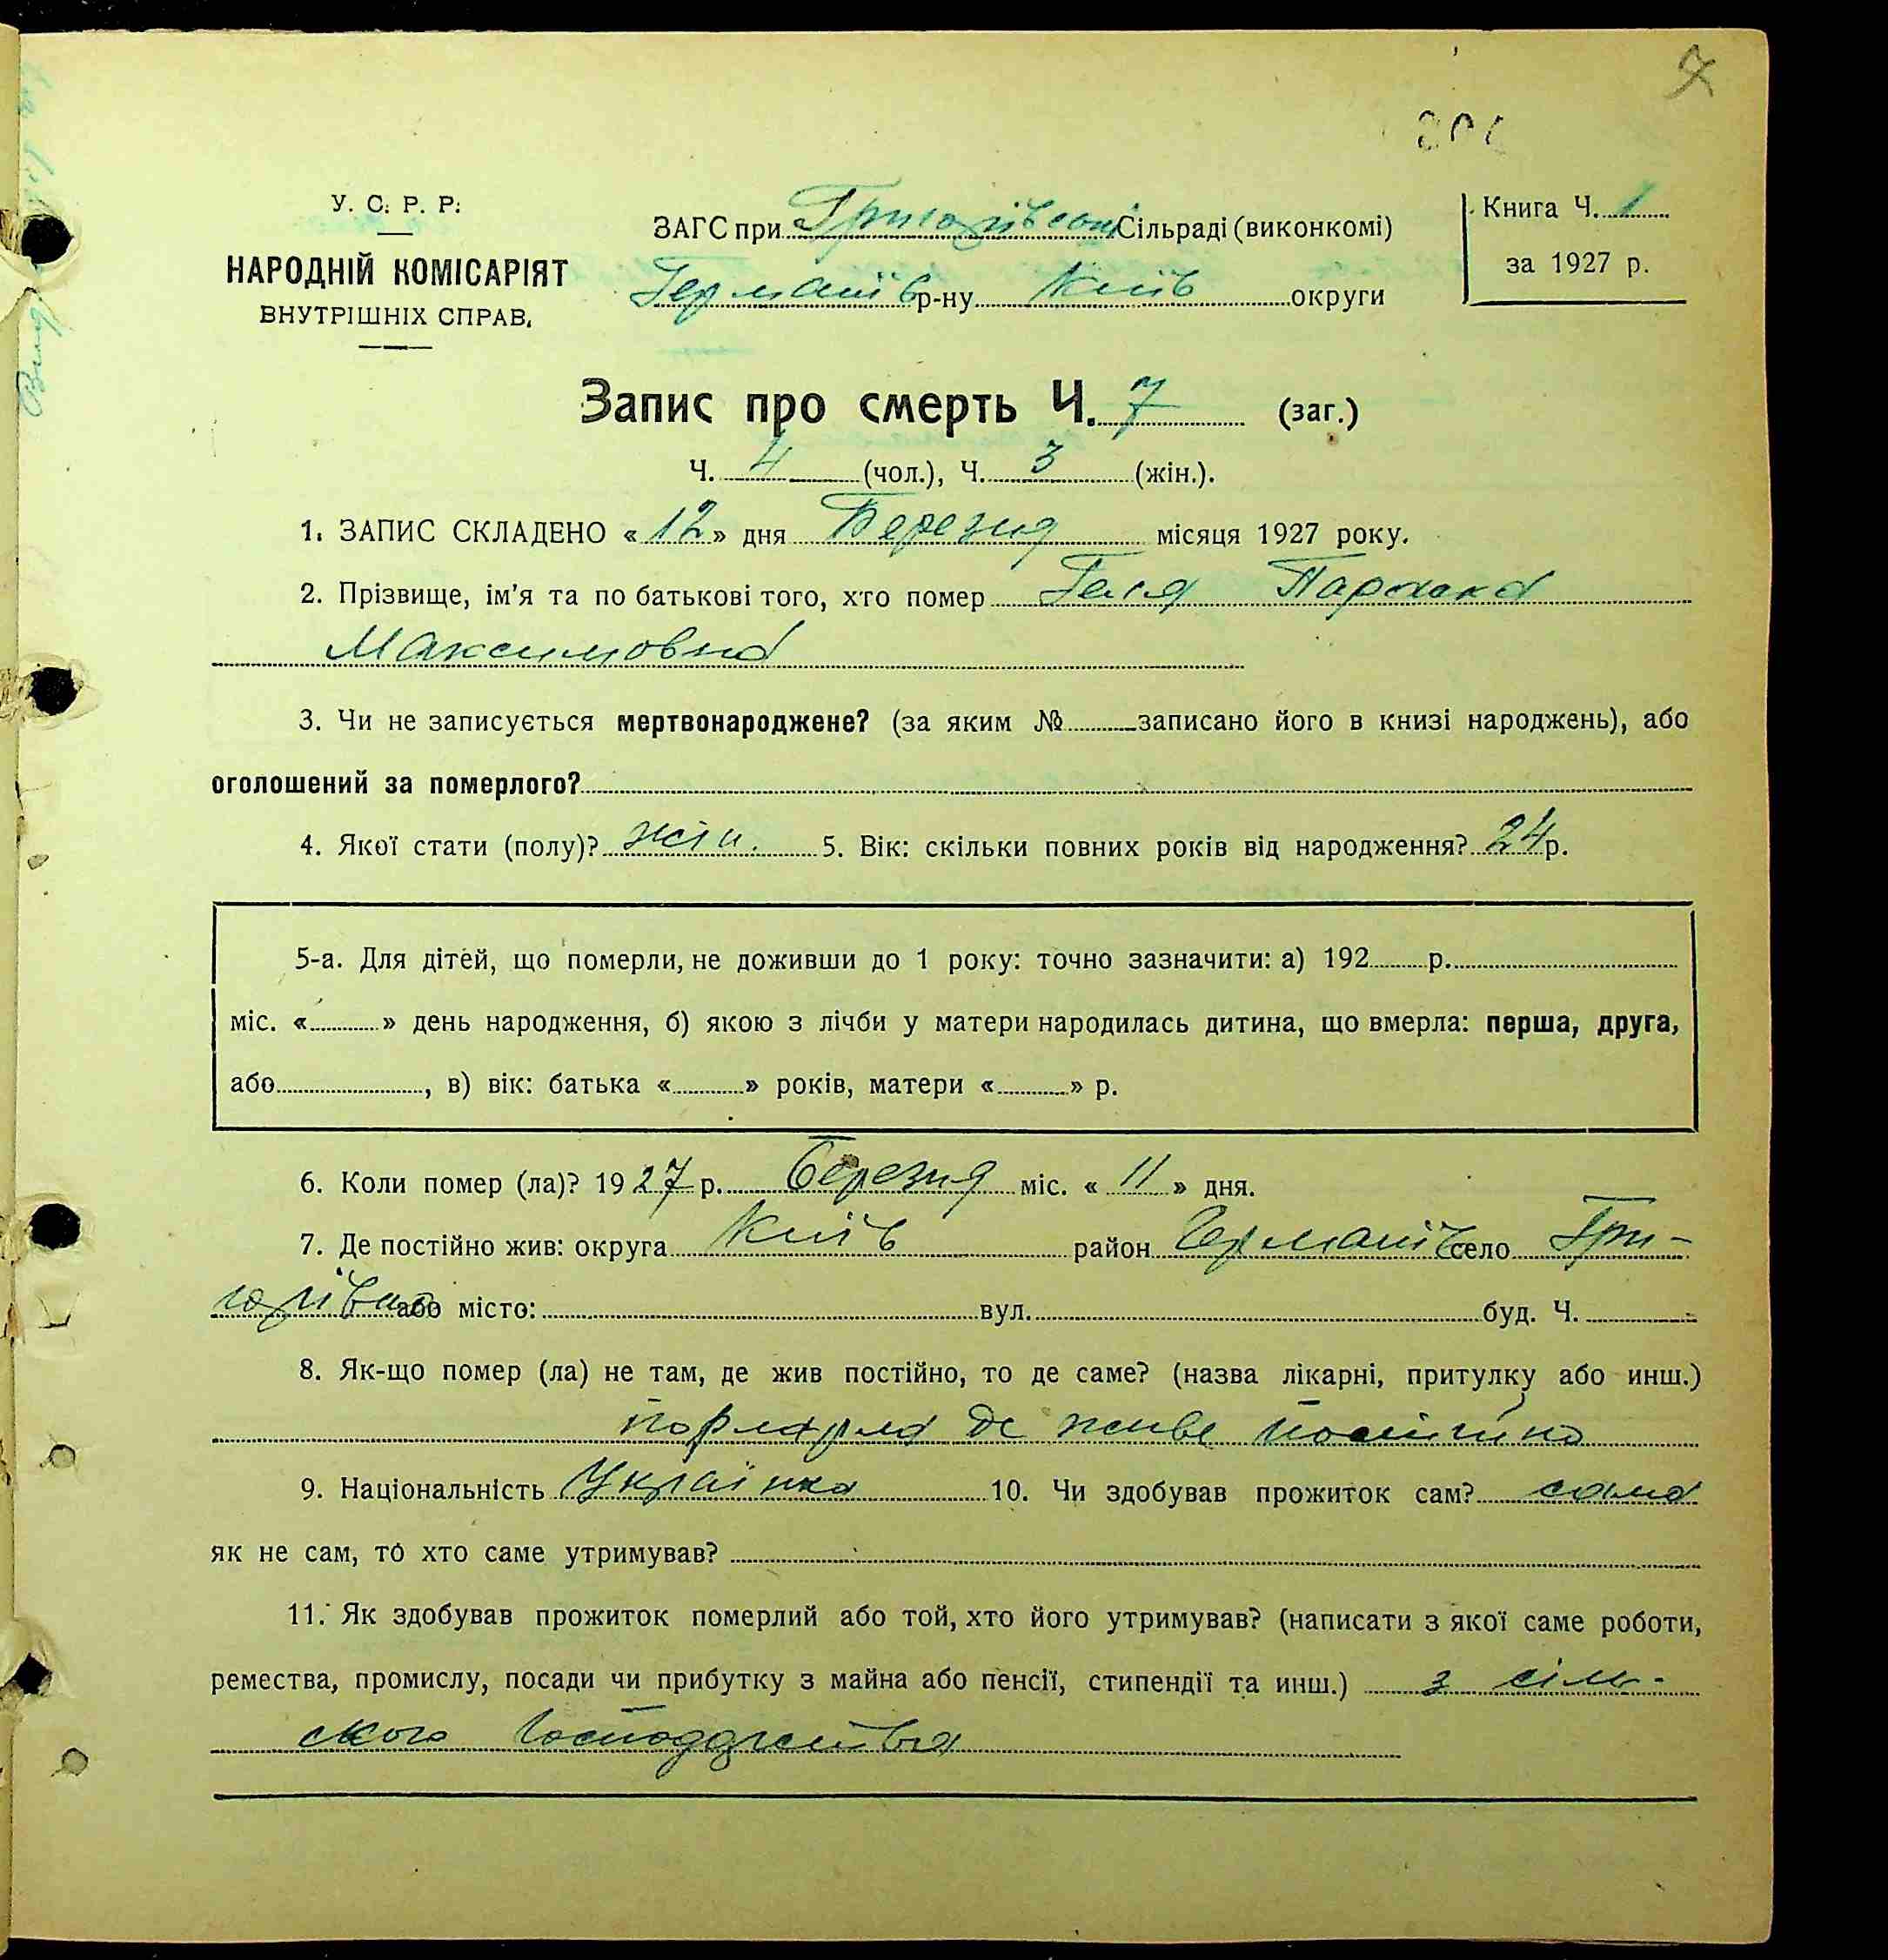 7
У. С. Р. Р.
НАРОДНІЙ КОМІСАРІЯТ
ВНУТРІШНІХ СПРАВ.
ЗАГС при Григорівській Сільраді (виконкомі)
Германів р-ну Київ округи
Книга Ч. 1
за 1927 р.
Запис про смерть Ч. 7 (заг.)
Ч. 4 (чол.), Ч. 3 (жін.).
1. ЗАПИС СКЛАДЕНО «12» дня Березня місяця 1927 року.
2. Прізвище, ім'я та по батькові того, хто помер Геля Параска
Максимовна
3. Чи не записується мертвонароджене? (за яким № записано його в книзі народжень), або
оголошений за померлого?
4. Якої стати (полу)? жін. 5. Вік: скільки повних років від народження? 24 р.
5-а. Для дітей, що померли, не доживши до 1 року: точно зазначити: а) 192 р.
міс. « » день народження, б) якою з лічби у матери народилась дитина, що вмерла: перша, друга,
або , в) вік: батька « » років, матери « » р.
6. Коли помер (ла)? 1927 р. Березня міс. « 11 » дня.
7. Де постійно жив: округа Київ район Германів село Гри-
горівка або місто: вул. буд. Ч.
8. Як-що помер (ла) не там, де жив постійно, то де саме? (назва лікарні, притулку або инш.)
де живе постійно
9. Національність Українка 10. Чи здобував прожиток сам? сама
як не сам, то хто саме утримував?
11. Як здобував прожиток померлий або той, хто його утримував? (написати з якої саме роботи,
ремества, промислу, посади чи прибутку з майна або пенсії, стипендії та инш.) з сіль-
ского господарства